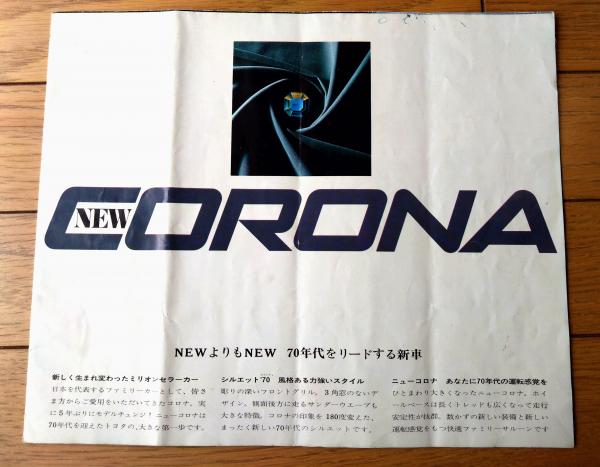 NEW CORONA
NEWよりもNEW 70年代をリードする新車
新しく生まれ変わったミリオンセラーカー
日本を代表するファミリーカーとして、皆さ
ま方からご愛用をいただいてきたコロナ。実
に5年ぶりにモデルチェンジ!ニューコロナは
70年代を迎えたトヨタの、大きな第一歩です。
シルエット'70 風格ある力強いスタイル
彫りの深いフロントグリル。3角窓のないデ
ザイン。側面後方に走るサンダーウエーブも
大きな特徴。コロナの印象を180度変えた、
まったく新しい70年代のシルエットです。
ニューコロナ あなたに70年代の運転感覚を
ひとまわり大きくなったニューコロナ。ホイ
ールベースは長くトレッドも広くなって走行
安定性が抜群。数かずの新しい装備と新しい
運転感覚をもつ快適ファミリーサルーンです